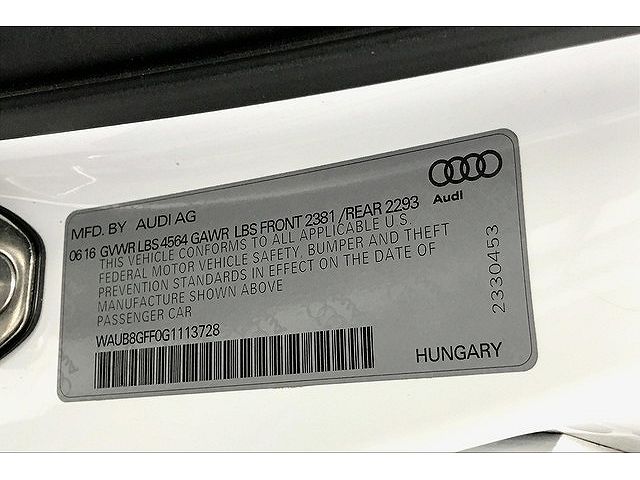 Audi
MFD. BY AUDI AG
0616 GVWR LBS 4564 GAWR LBS FRONT 2381 / REAR 2293
THIS VEHICLE CONFORMS TO ALL APPLICABLE U.S.
FEDERAL MOTOR VEHICLE SAFETY, BUMPER AND THEFT
PREVENTION STANDARDS IN EFFECT ON THE DATE OF
MANUFACTURE SHOWN ABOVE
PASSENGER CAR
WAUB8GFF0G1113728
HUNGARY
2330453